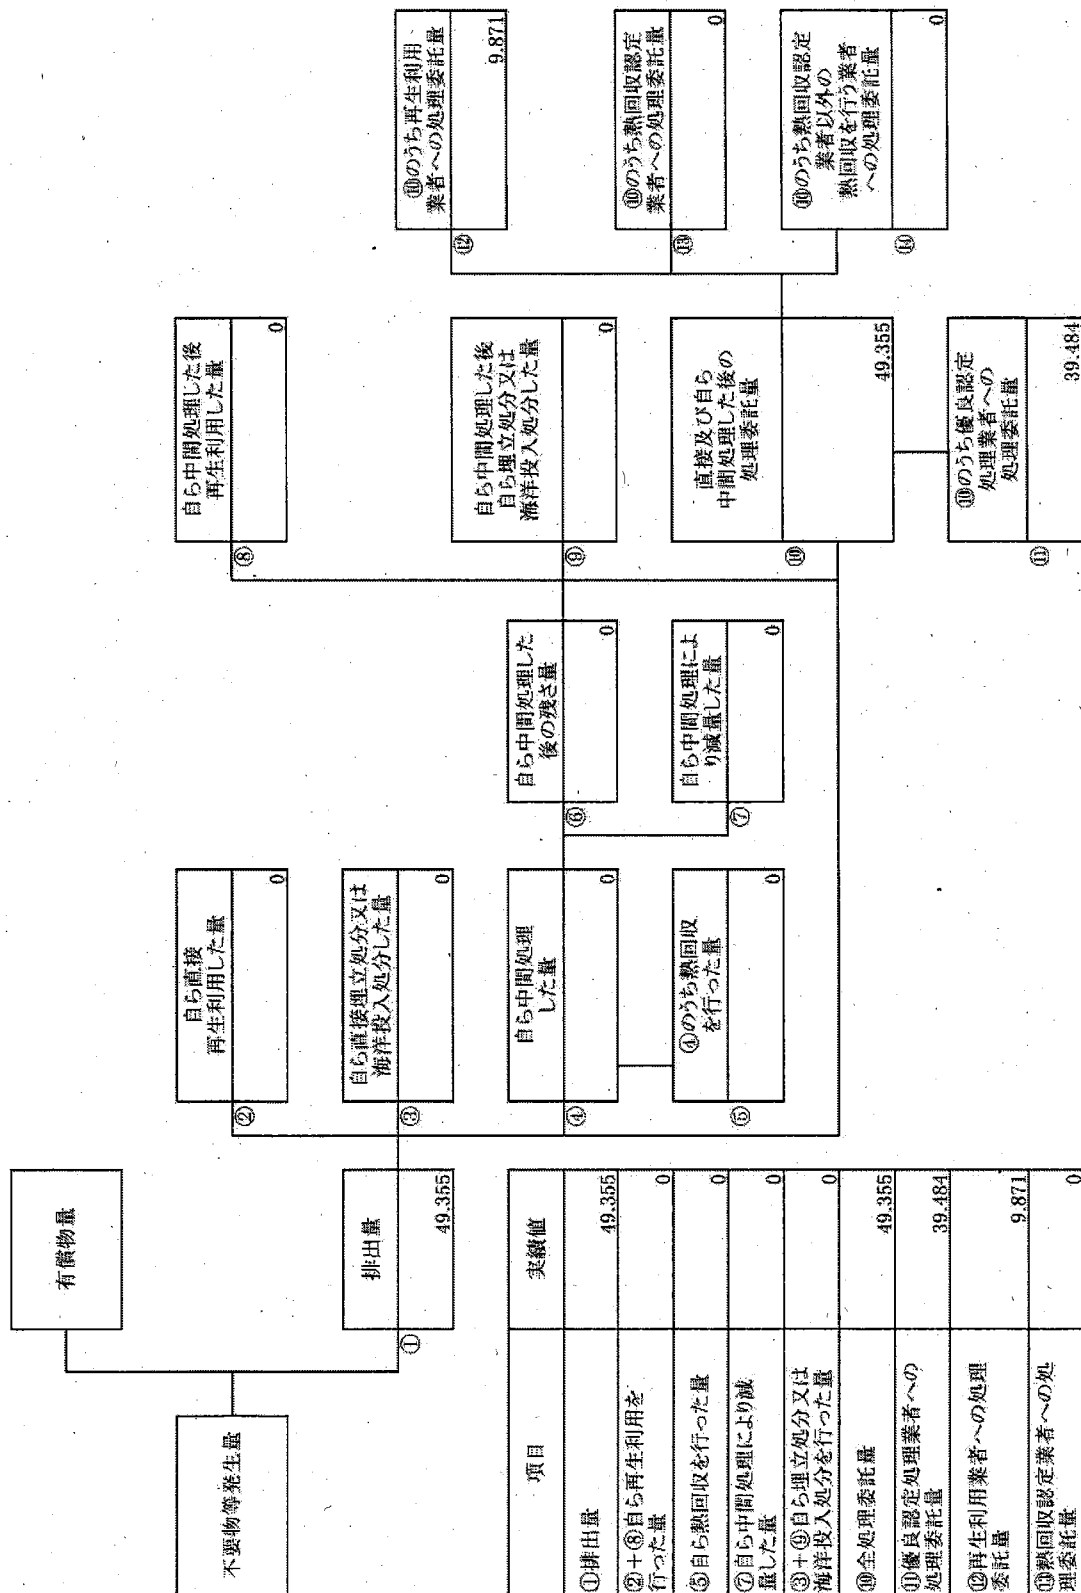 不要物等発生量
有償物量
排出量
①
49.355
自ら直接
再生利用した量
②
0
自ら直接埋立処分又は
海洋投入処分した量
③
0
自ら中間処理
した量
④
0
④のうち熱回収
を行った量
⑤
0
自ら中間処理した
後の残さ量
⑥
0
自ら中間処理によ
り減量した量
⑦
0
自ら中間処理した後
再生利用した量
⑧
0
自ら中間処理した後
自ら埋立処分又は
海洋投入処分した量
⑨
0
直接及び自ら
中間処理した後の
処理委託量
⑩
49.355
⑩のうち優良認定
処理業者への
処理委託量
⑪
39.484
⑩のうち再生利用
業者への処理委託量
⑫
9.871
⑩のうち熱回収認定
業者への処理委託量
⑬
0
⑩のうち熱回収認定
業者以外の
熱回収を行う業者
への処理委託量
⑭
0
項目 実績値
①排出量 49.355
②+⑧自ら再生利用を
行った量 0
⑤自ら熱回収を行った量 0
⑦自ら中間処理により減
量した量 0
③+⑨自ら埋立処分又は
海洋投入処分を行った量 0
⑩全処理委託量 49.355
⑪優良認定処理業者への
処理委託量 39.484
⑫再生利用業者への処理
委託量 9.871
⑬熱回収認定業者への処
理委託量 0